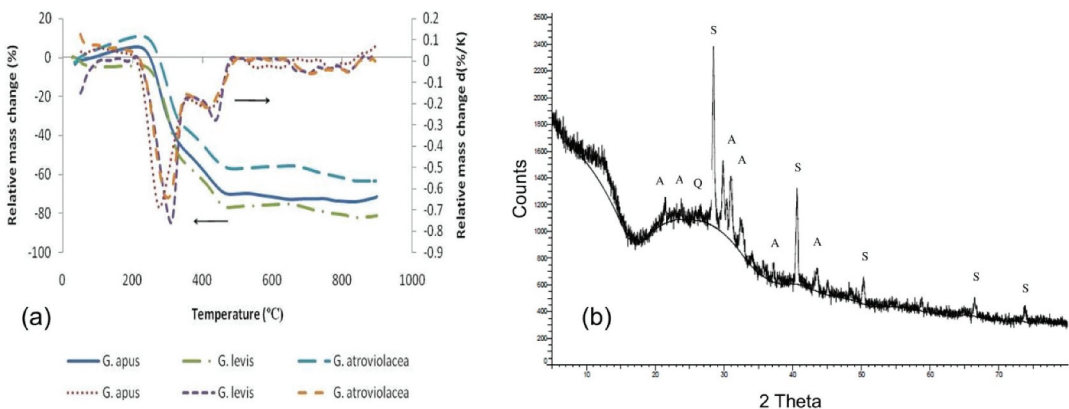 20
0
-20
-40
-60
-80
-100
Relative mass change (%)
0.2
0.1
0
-0.1
-0.2
-0.3
-0.4
-0.5
-0.6
-0.7
-0.8
-0.9
Relative mass change d(%/K)
0 200 400 600 800 1000
Temperature (°C)
(a)
G. apus G. levis G. atroviolacea
G. apus G. levis G. atroviolacea
2600
2400
2200
2000
1800
1600
1400
1200
1000
800
600
400
200
0
Counts
S
A
A
A A Q
S
A A
S
S S
(b)
10 20 30 40 50 60 70
2 Theta